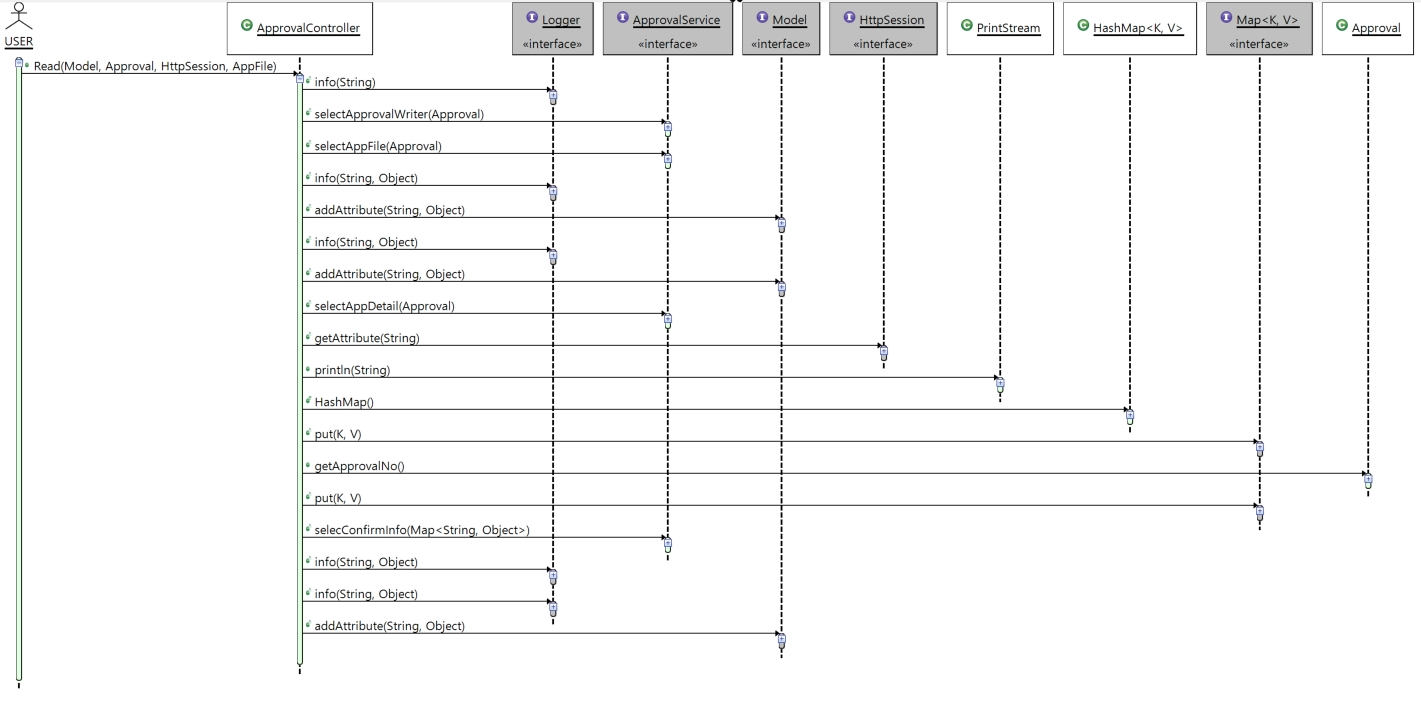 USER
ApprovalController
Logger
«interface»
ApprovalService
«interface»
Model
«interface»
HttpSession
«interface»
PrintStream
HashMap<K, V>
Map<K, V>
«interface»
Approval
Read(Model, Approval, HttpSession, AppFile)
info(String)
selectApprovalWriter(Approval)
selectAppFile(Approval)
info(String, Object)
addAttribute(String, Object)
info(String, Object)
addAttribute(String, Object)
selectAppDetail(Approval)
getAttribute(String)
println(String)
HashMap()
put(K, V)
getApprovalNo()
put(K, V)
selecConfirmInfo(Map<String, Object>)
info(String, Object)
info(String, Object)
addAttribute(String, Object)